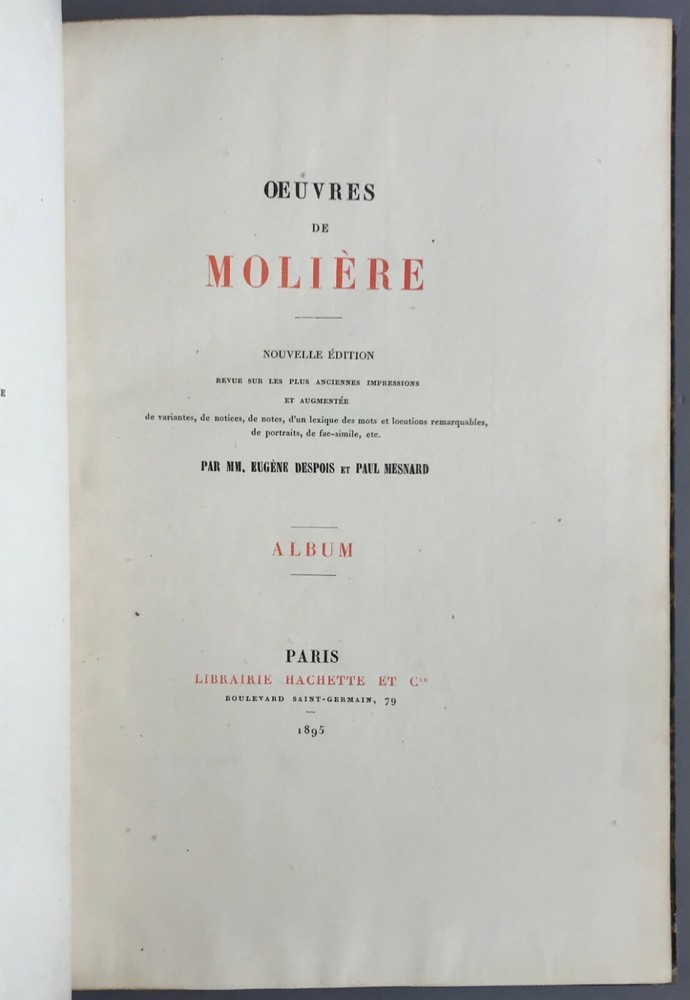 OEUVRES
DE
MOLIÈRE
NOUVELLE ÉDITION
REVUE SUR LES PLUS ANCIENNES IMPRESSIONS
ET AUGMENTÉE
de variantes, de notices, de notes, d'un lexique des mots et locutions remarquables,
de portraits, de fac-simile, etc.
PAR MM. EUGÈNE DESPOIS ET PAUL MESNARD
ALBUM
PARIS
LIBRAIRIE HACHETTE ET Cie
BOULEVARD SAINT-GERMAIN, 79
1895
E